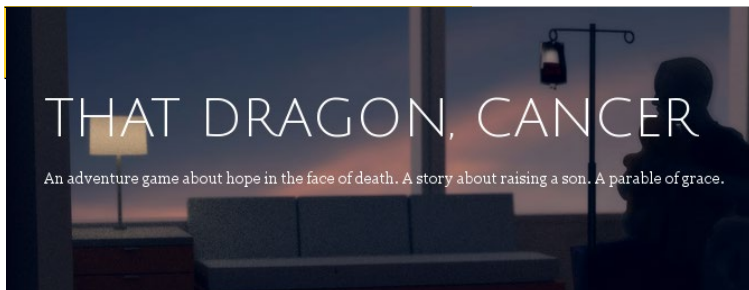 THAT DRAGON, CANCER
An adventure game about hope in the face of death. A story about raising a son. A parable of grace.